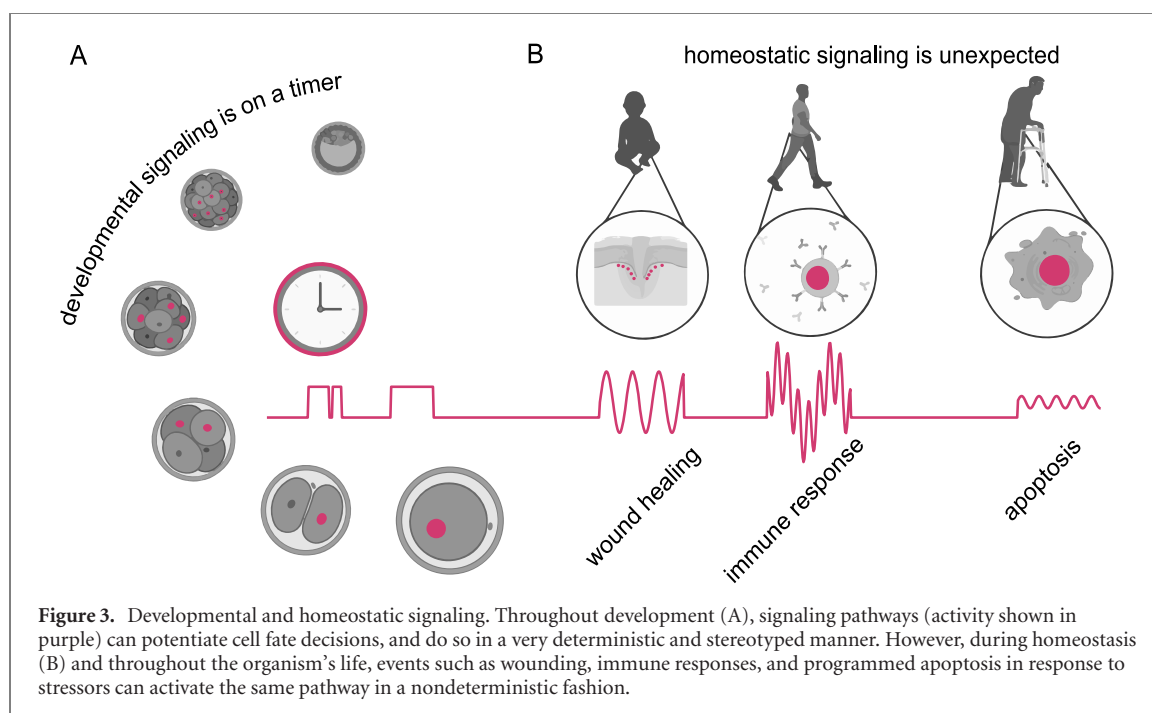 A
developmental signaling is on a timer
B
homeostatic signaling is unexpected
wound healing
immune response
apoptosis
Figure 3. Developmental and homeostatic signaling. Throughout development (A), signaling pathways (activity shown in
purple) can potentiate cell fate decisions, and do so in a very deterministic and stereotyped manner. However, during homeostasis
(B) and throughout the organism’s life, events such as wounding, immune responses, and programmed apoptosis in response to
stressors can activate the same pathway in a nondeterministic fashion.